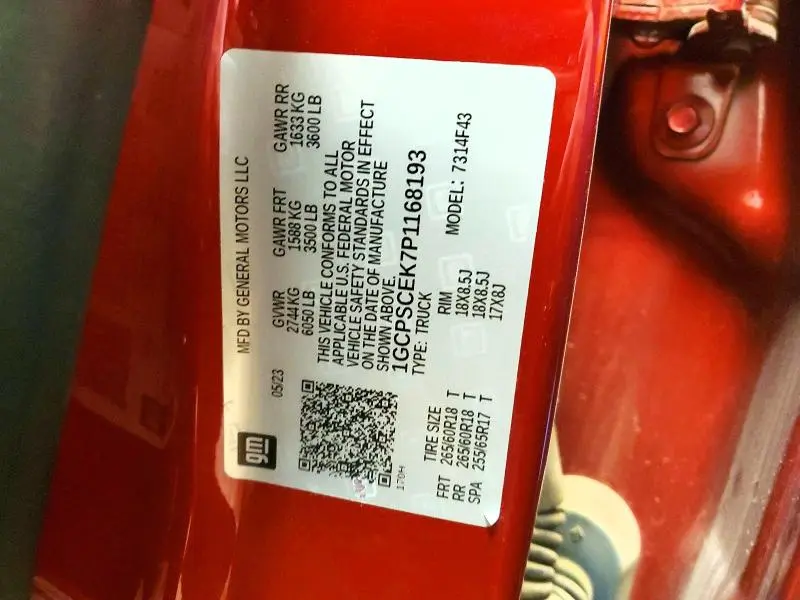 gm
MFD BY GENERAL MOTORS LLC
05/23
GVWR GAWR FRT GAWR RR
2744KG 1588 KG 1633 KG
6050 LB 3500 LB 3600 LB
THIS VEHICLE CONFORMS TO ALL
APPLICABLE U.S. FEDERAL MOTOR
VEHICLE SAFETY STANDARDS IN EFFECT
ON THE DATE OF MANUFACTURE
SHOWN ABOVE.
1GCPSCEK7P1168193
TYPE: TRUCK
MODEL: 7314F43
170H
TIRE SIZE RIM
FRT 265/60R18 T 18X8.5J
RR 265/60R18 T 18X8.5J
SPA 255/65R17 T 17X8J